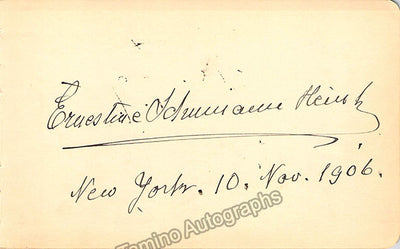 Ernestine Schumann Heink
New York. 10. Nov. 1906.
Tamino Autographs